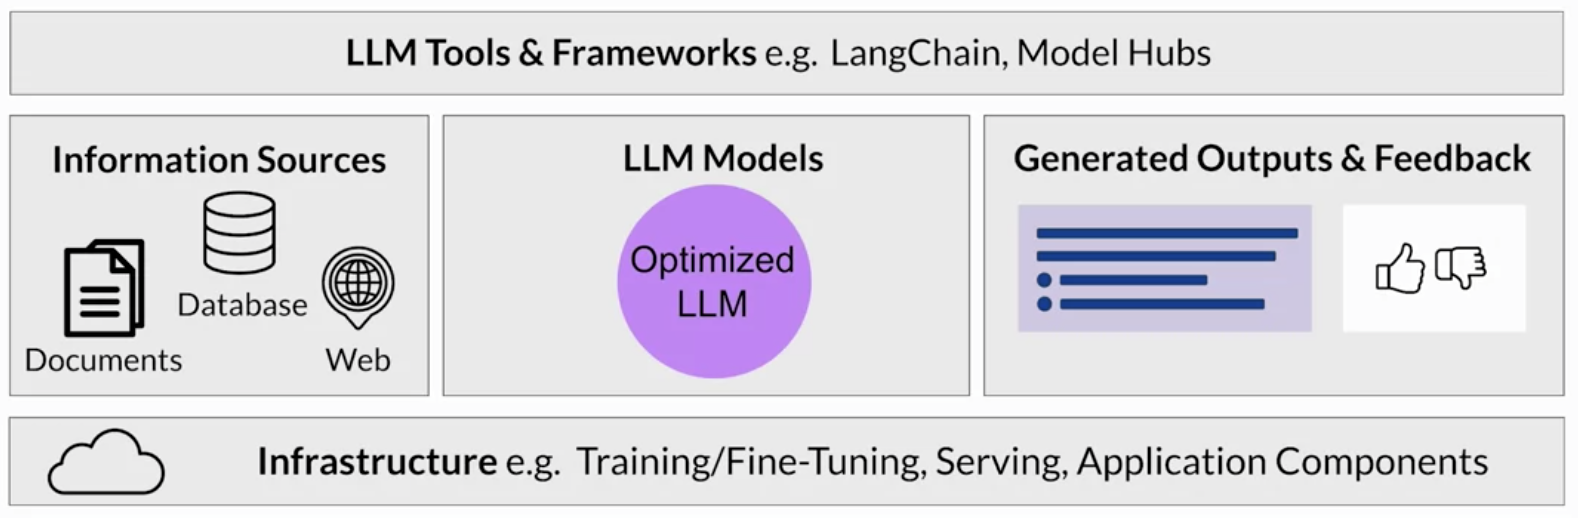 LLM Tools & Frameworks e.g. LangChain, Model Hubs
Information Sources
Database
Documents
Web
LLM Models
Optimized
LLM
Generated Outputs & Feedback
Infrastructure e.g. Training/Fine-Tuning, Serving, Application Components